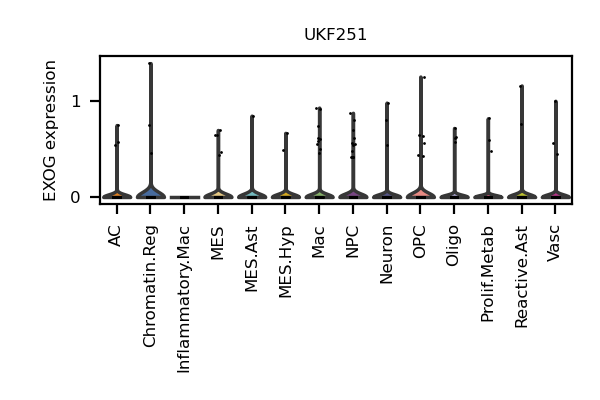 UKF251
EXOG expression
1
0
AC
Chromatin.Reg
Inflammatory.Mac
MES
MES.Ast
MES.Hyp
Mac
NPC
Neuron
OPC
Oligo
Prolif.Metab
Reactive.Ast
Vasc